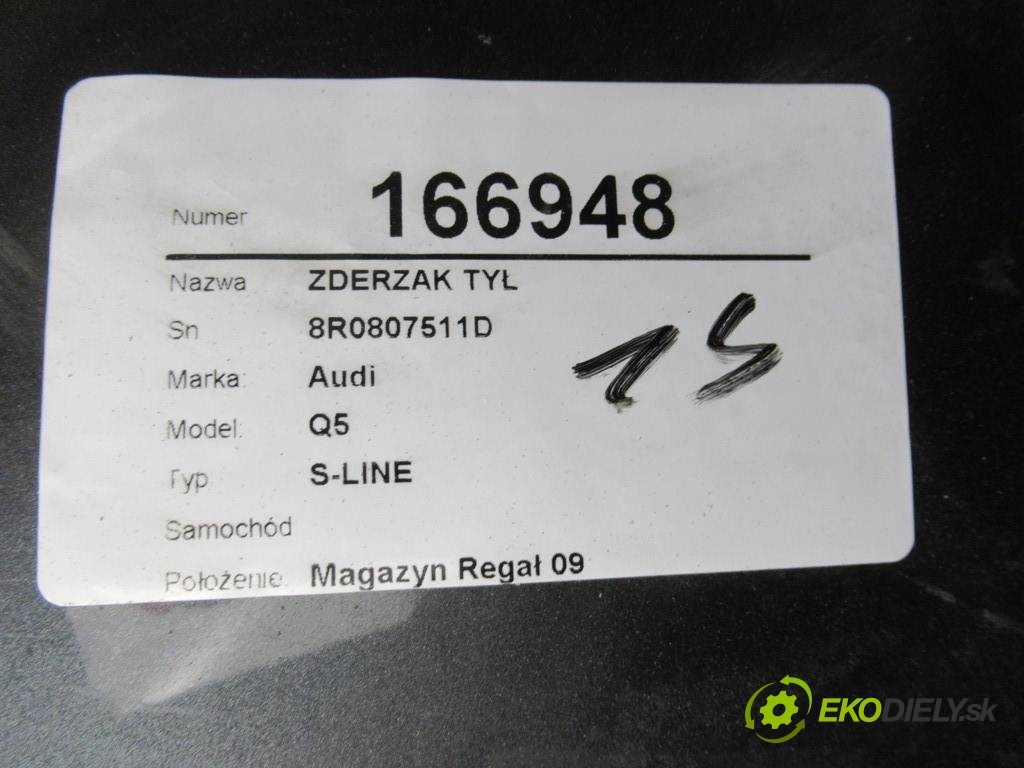 Numer 166948
Nazwa ZDERZAK TYŁ
Sn 8R0807511D
Marka: Audi
Model: Q5
Typ S-LINE
Samochód
Położenie: Magazyn Regał 09
15
EKODIELY.sk